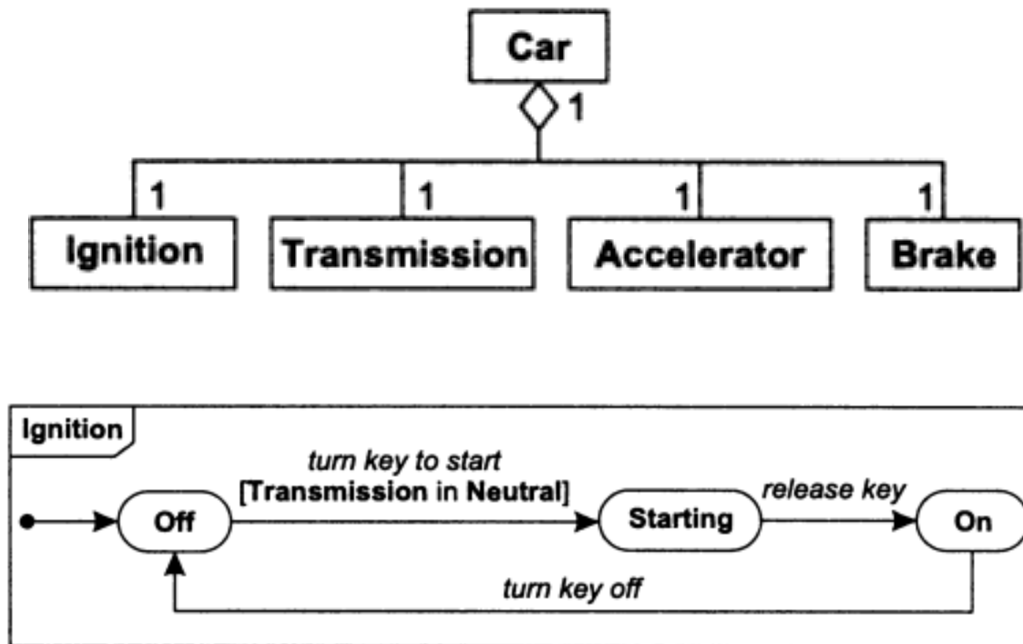 Car
1
1
1
1
1
Ignition
Transmission
Accelerator
Brake
Ignition
turn key to start
[Transmission in Neutral]
release key
Off
Starting
On
turn key off